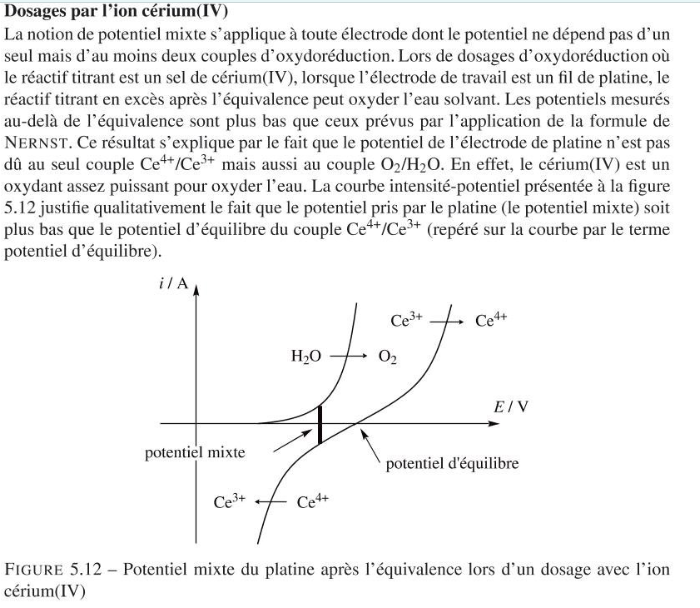 Dosages par l'ion cérium(IV)
La notion de potentiel mixte s'applique à toute électrode dont le potentiel ne dépend pas d'un
seul mais d'au moins deux couples d'oxydoréduction. Lors de dosages d'oxydoréduction où
le réactif titrant est un sel de cérium(IV), lorsque l'électrode de travail est un fil de platine, le
réactif titrant en excès après l'équivalence peut oxyder l'eau solvant. Les potentiels mesurés
au-delà de l'équivalence sont plus bas que ceux prévus par l'application de la formule de
NERNST. Ce résultat s'explique par le fait que le potentiel de l'électrode de platine n'est pas
dû au seul couple Ce⁴⁺/Ce³⁺ mais aussi au couple O₂/H₂O. En effet, le cérium(IV) est un
oxydant assez puissant pour oxyder l'eau. La courbe intensité-potentiel présentée à la figure
5.12 justifie qualitativement le fait que le potentiel pris par le platine (le potentiel mixte) soit
plus bas que le potentiel d'équilibre du couple Ce⁴⁺/Ce³⁺ (repéré sur la courbe par le terme
potentiel d'équilibre).
i / A
Ce³⁺ Ce⁴⁺
H₂O O₂
E / V
potentiel mixte
potentiel d'équilibre
Ce³⁺ Ce⁴⁺
FIGURE 5.12 – Potentiel mixte du platine après l'équivalence lors d'un dosage avec l'ion
cérium(IV)